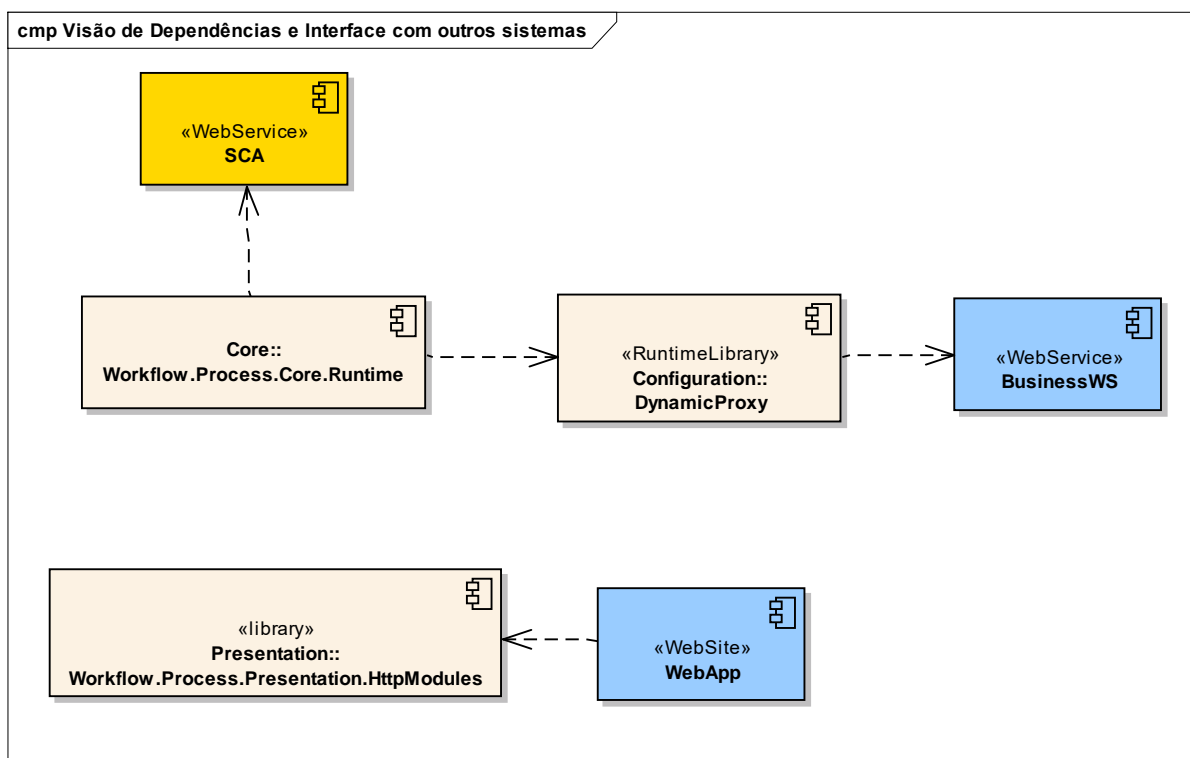 cmp Visão de Dependências e Interface com outros sistemas
«WebService»
SCA
Core::
Workflow.Process.Core.Runtime
«RuntimeLibrary»
Configuration::
DynamicProxy
«WebService»
BusinessWS
«library»
Presentation::
Workflow.Process.Presentation.HttpModules
«WebSite»
WebApp